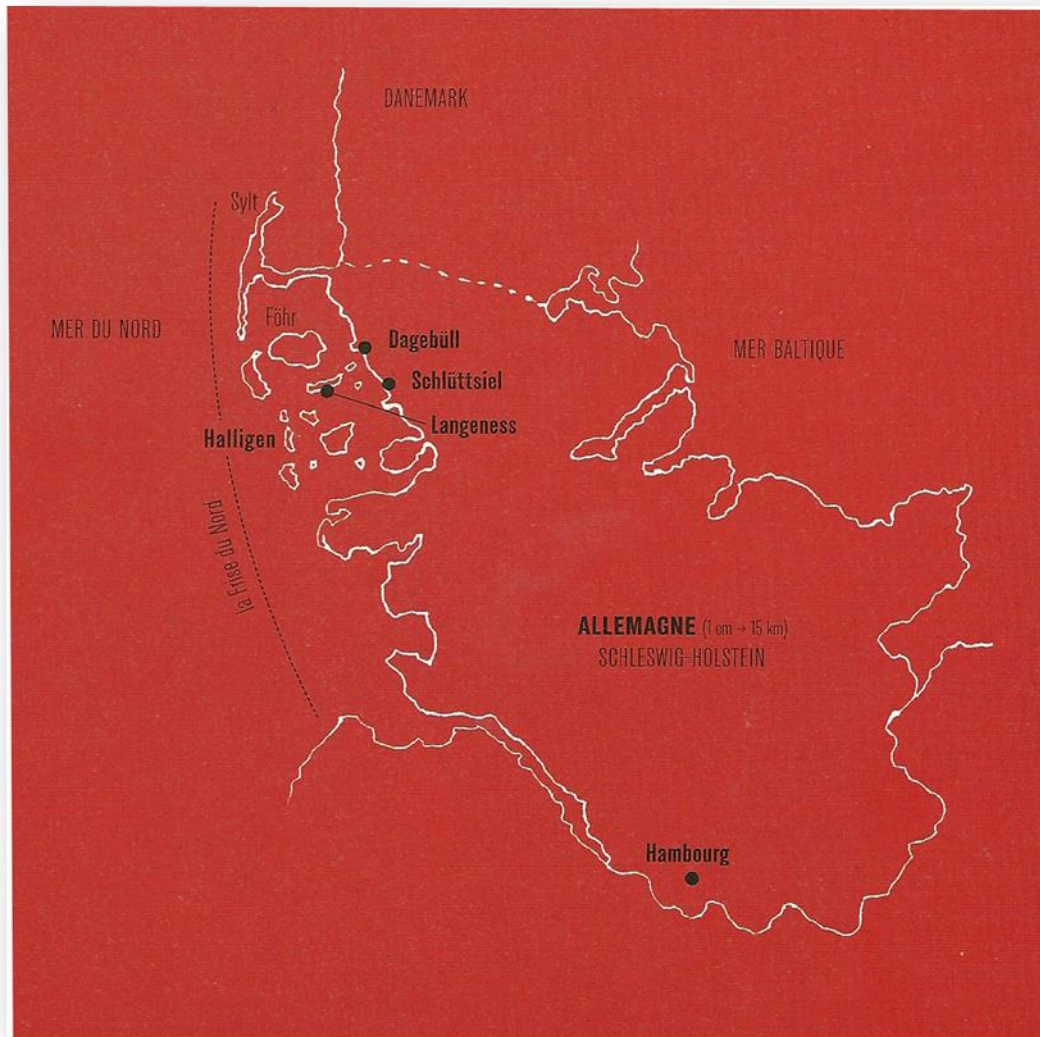 DANEMARK
Sylt
MER DU NORD
Föhr
Dagebüll
MER BALTIQUE
Schlüttsiel
Langeness
Halligen
la Frise du Nord
ALLEMAGNE (1 cm → 15 km)
SCHLESWIG-HOLSTEIN
Hambourg